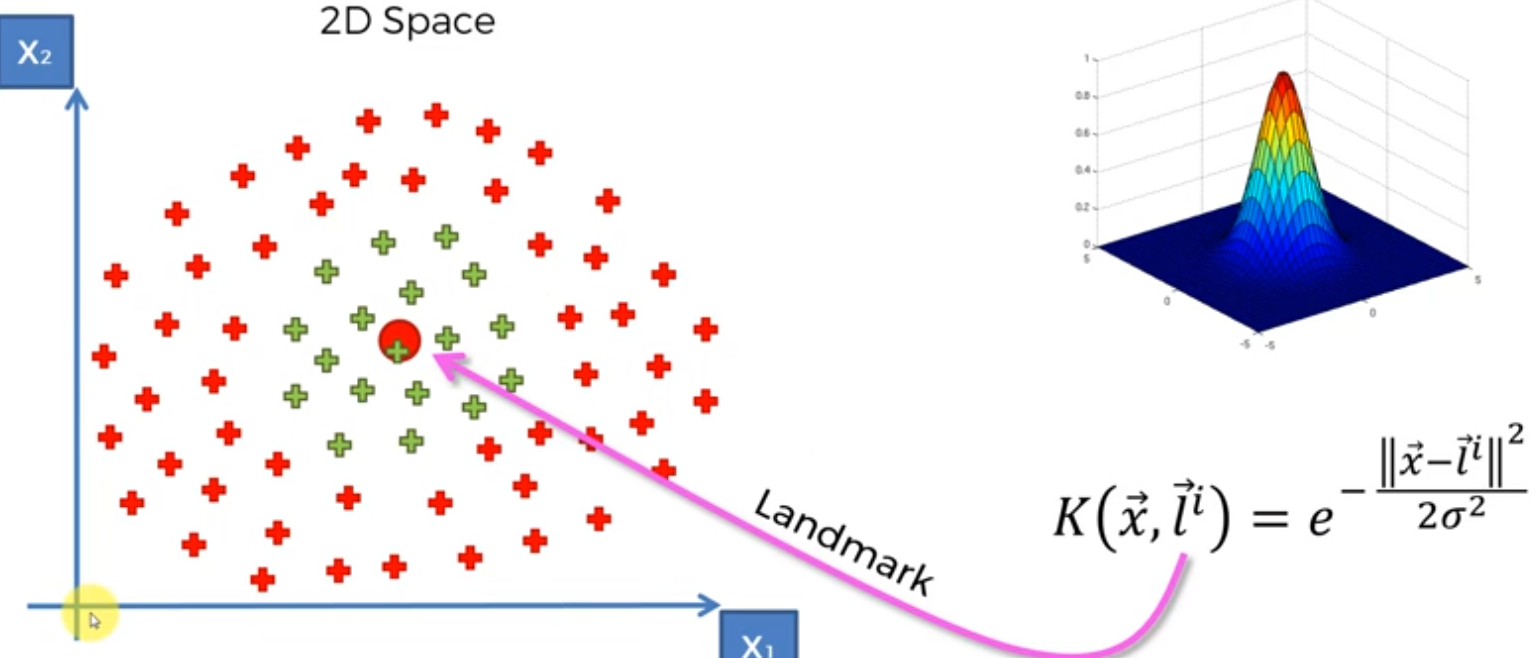 2D Space
X₂
X₁
Landmark
K(x⃗, l⃗ⁱ) = e^(-‖x⃗-l⃗ⁱ‖²/2σ²)
1
0.8
0.6
0.4
0.2
0
5
0
-5
-5
0
5